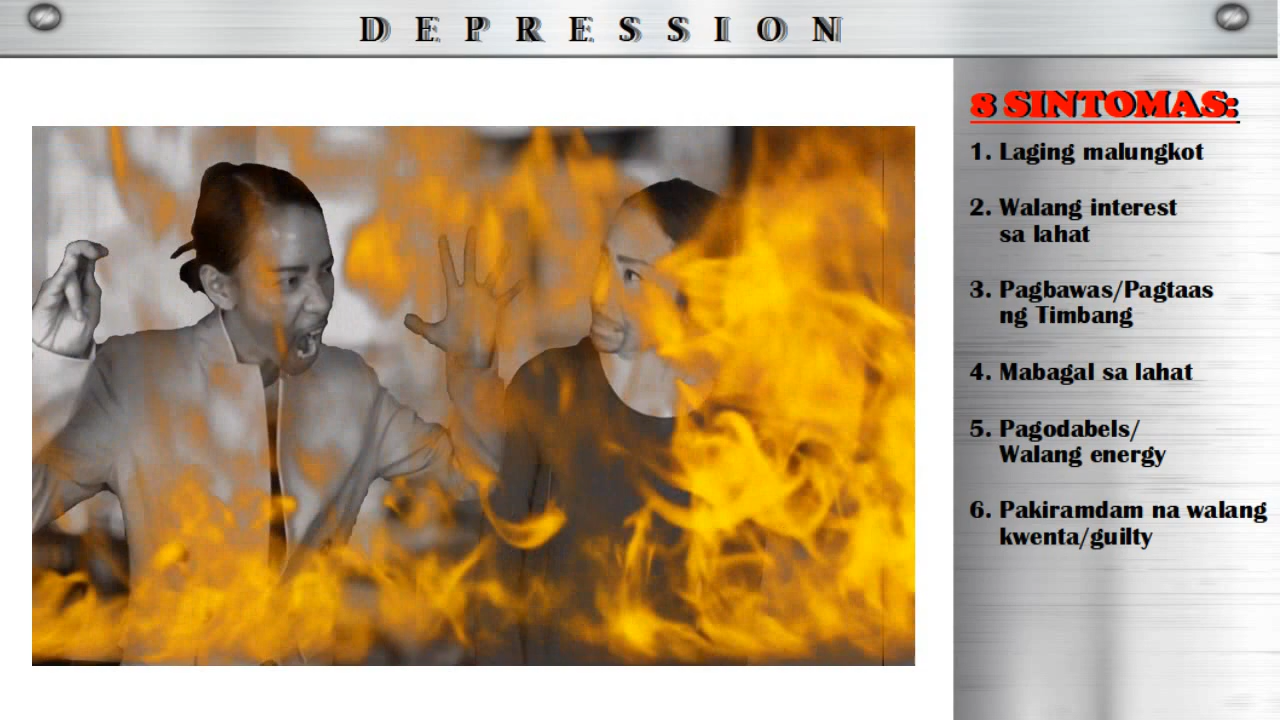 DEPRESSION
8 SINTOMAS:
1. Laging malungkot
2. Walang interest
sa lahat
3. Pagbawas/Pagtaas
ng Timbang
4. Mabagal sa lahat
5. Pagodabels/
Walang energy
6. Pakiramdam na walang
kwenta/guilty